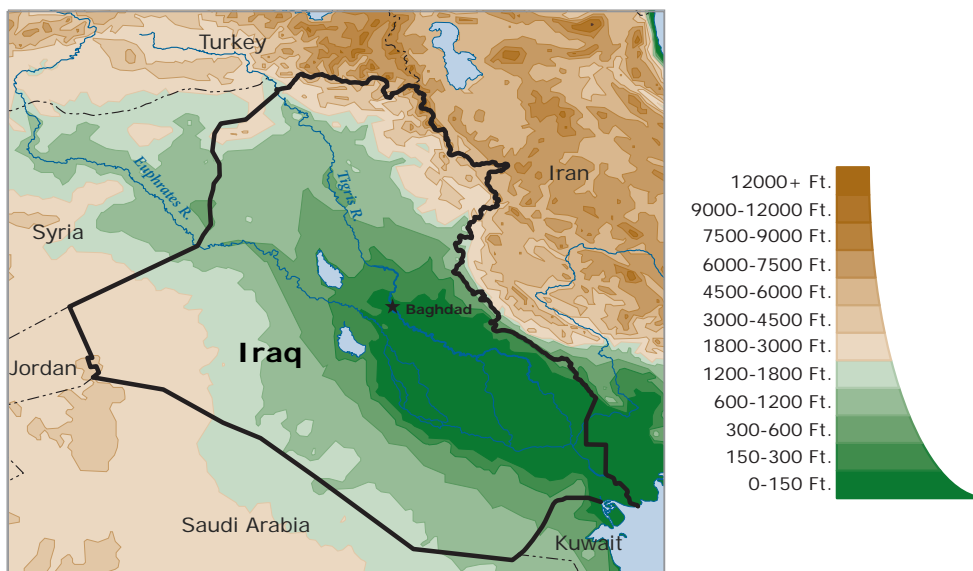 Turkey
Euphrates R.
Tigris R.
Iran
Syria
Baghdad
Iraq
Jordan
Saudi Arabia
Kuwait
12000+ Ft.
9000-12000 Ft.
7500-9000 Ft.
6000-7500 Ft.
4500-6000 Ft.
3000-4500 Ft.
1800-3000 Ft.
1200-1800 Ft.
600-1200 Ft.
300-600 Ft.
150-300 Ft.
0-150 Ft.